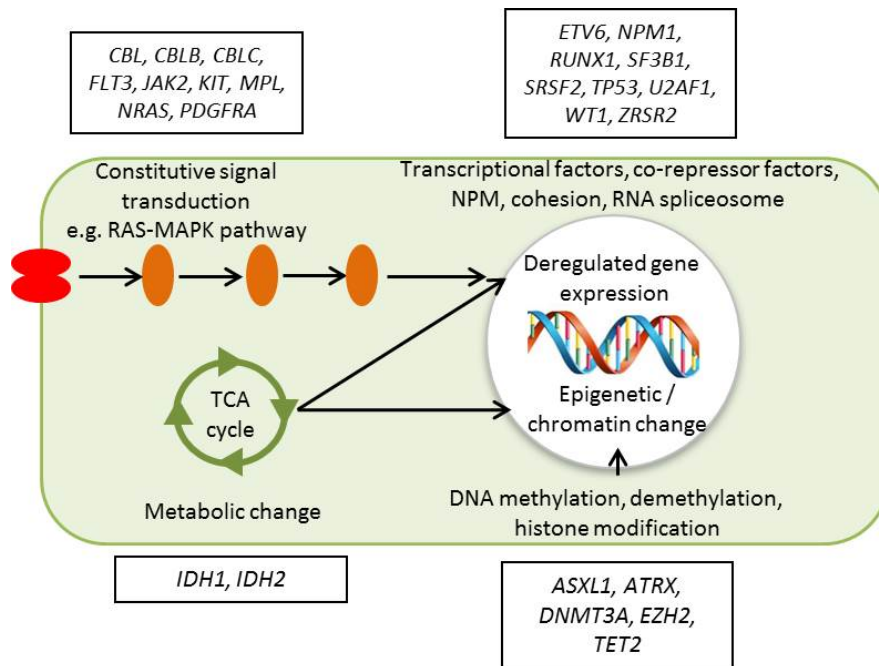 CBL, CBLB, CBLC,
FLT3, JAK2, KIT, MPL,
NRAS, PDGFRA
ETV6, NPM1,
RUNX1, SF3B1,
SRSF2, TP53, U2AF1,
WT1, ZRSR2
Constitutive signal
transduction
e.g. RAS-MAPK pathway
Transcriptional factors, co-repressor factors,
NPM, cohesion, RNA spliceosome
Deregulated gene
expression
TCA
cycle
Epigenetic /
chromatin change
Metabolic change
DNA methylation, demethylation,
histone modification
IDH1, IDH2
ASXL1, ATRX,
DNMT3A, EZH2,
TET2